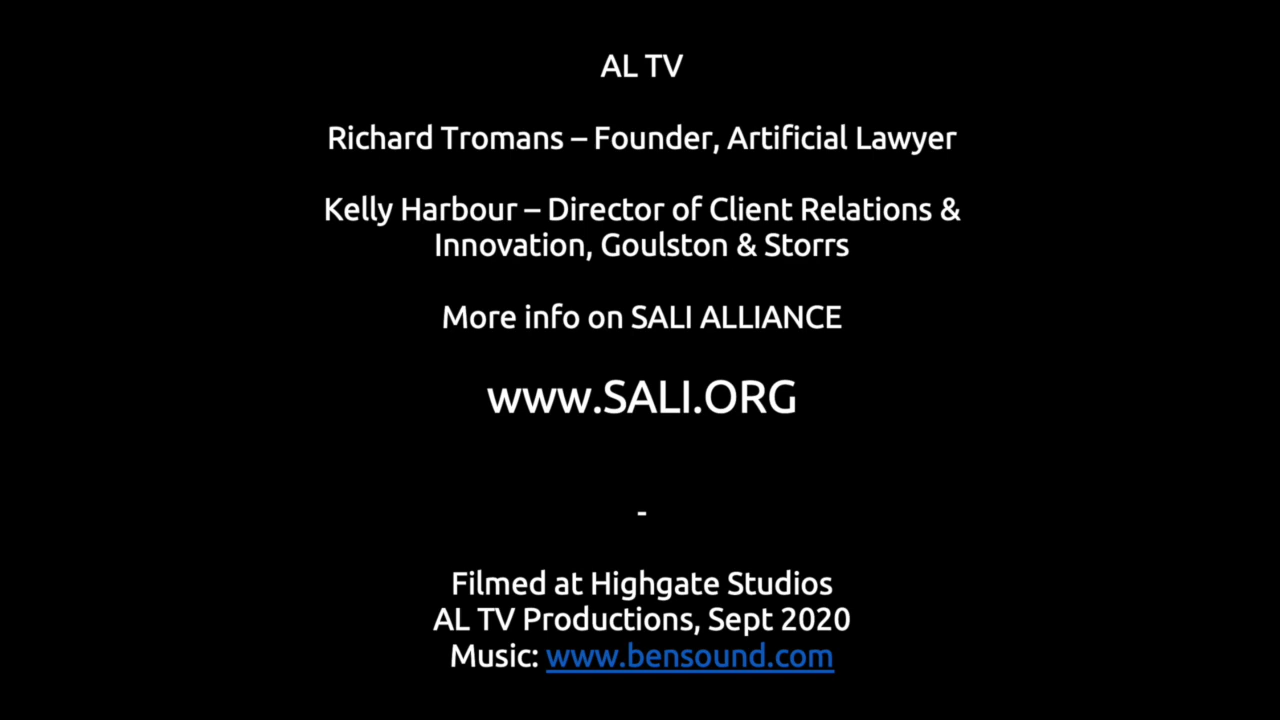 AL TV
Richard Tromans – Founder, Artificial Lawyer
Kelly Harbour – Director of Client Relations &
Innovation, Goulston & Storrs
More info on SALI ALLIANCE
www.SALI.ORG
-
Filmed at Highgate Studios
AL TV Productions, Sept 2020
Music: www.bensound.com